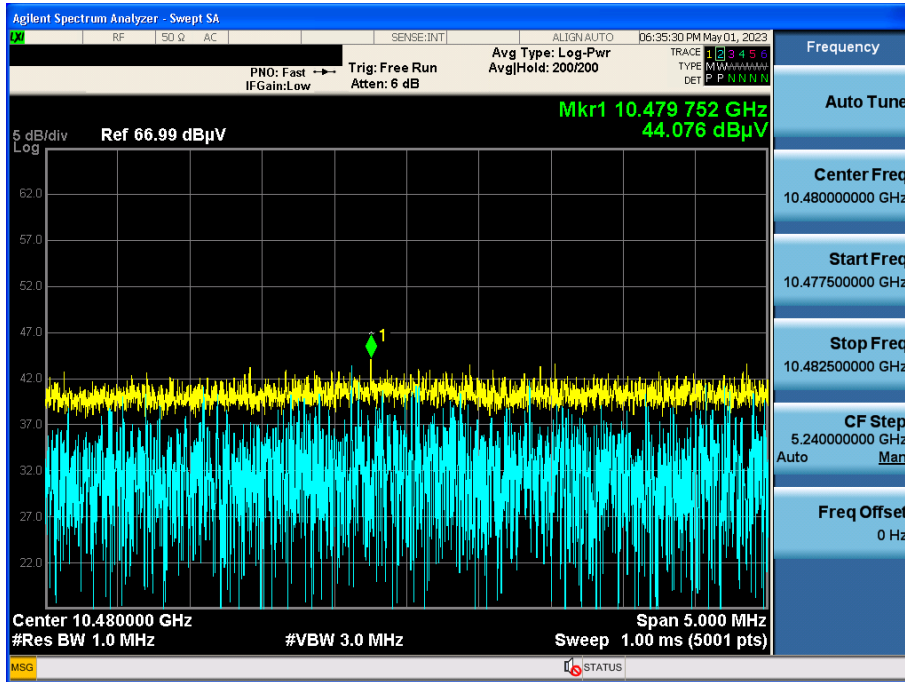 Agilent Spectrum Analyzer - Swept SA
LXI RF 50 Ω AC SENSE:INT ALIGNAUTO 06:35:30 PM May 01, 2023
Frequency
PNO: Fast
IFGain:Low
Trig: Free Run
Atten: 6 dB
Avg Type: Log-Pwr
Avg|Hold: 200/200
TRACE 1 2 3 4 5 6
TYPE MWWWWW
DET P P N N N N
Auto Tune
Mkr1 10.479 752 GHz
44.076 dBµV
5 dB/div Ref 66.99 dBµV
Log
62.0
57.0
52.0
47.0
42.0
37.0
32.0
27.0
22.0
1
Center Freq
10.480000000 GHz
Start Freq
10.477500000 GHz
Stop Freq
10.482500000 GHz
CF Step
5.240000000 GHz
Auto Man
Freq Offset
0 Hz
Center 10.480000 GHz Span 5.000 MHz
#Res BW 1.0 MHz #VBW 3.0 MHz Sweep 1.00 ms (5001 pts)
MSG STATUS